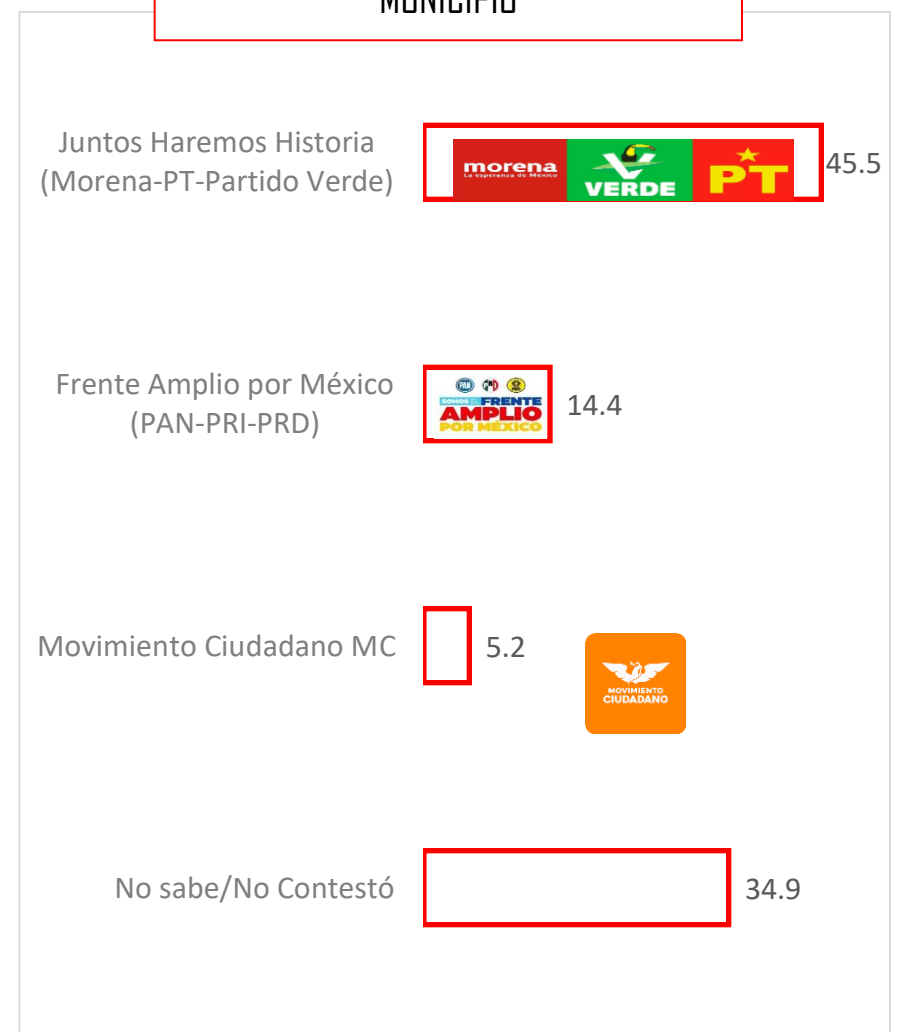 MUNICIPIO
Juntos Haremos Historia
(Morena-PT-Partido Verde)
morena
La esperanza de México
VERDE
PT
45.5
Frente Amplio por México
(PAN-PRI-PRD)
PAN
PRI
PRD
SOMOS EL FRENTE
AMPLIO
POR MÉXICO
14.4
Movimiento Ciudadano MC
5.2
MOVIMIENTO
CIUDADANO
No sabe/No Contestó
34.9